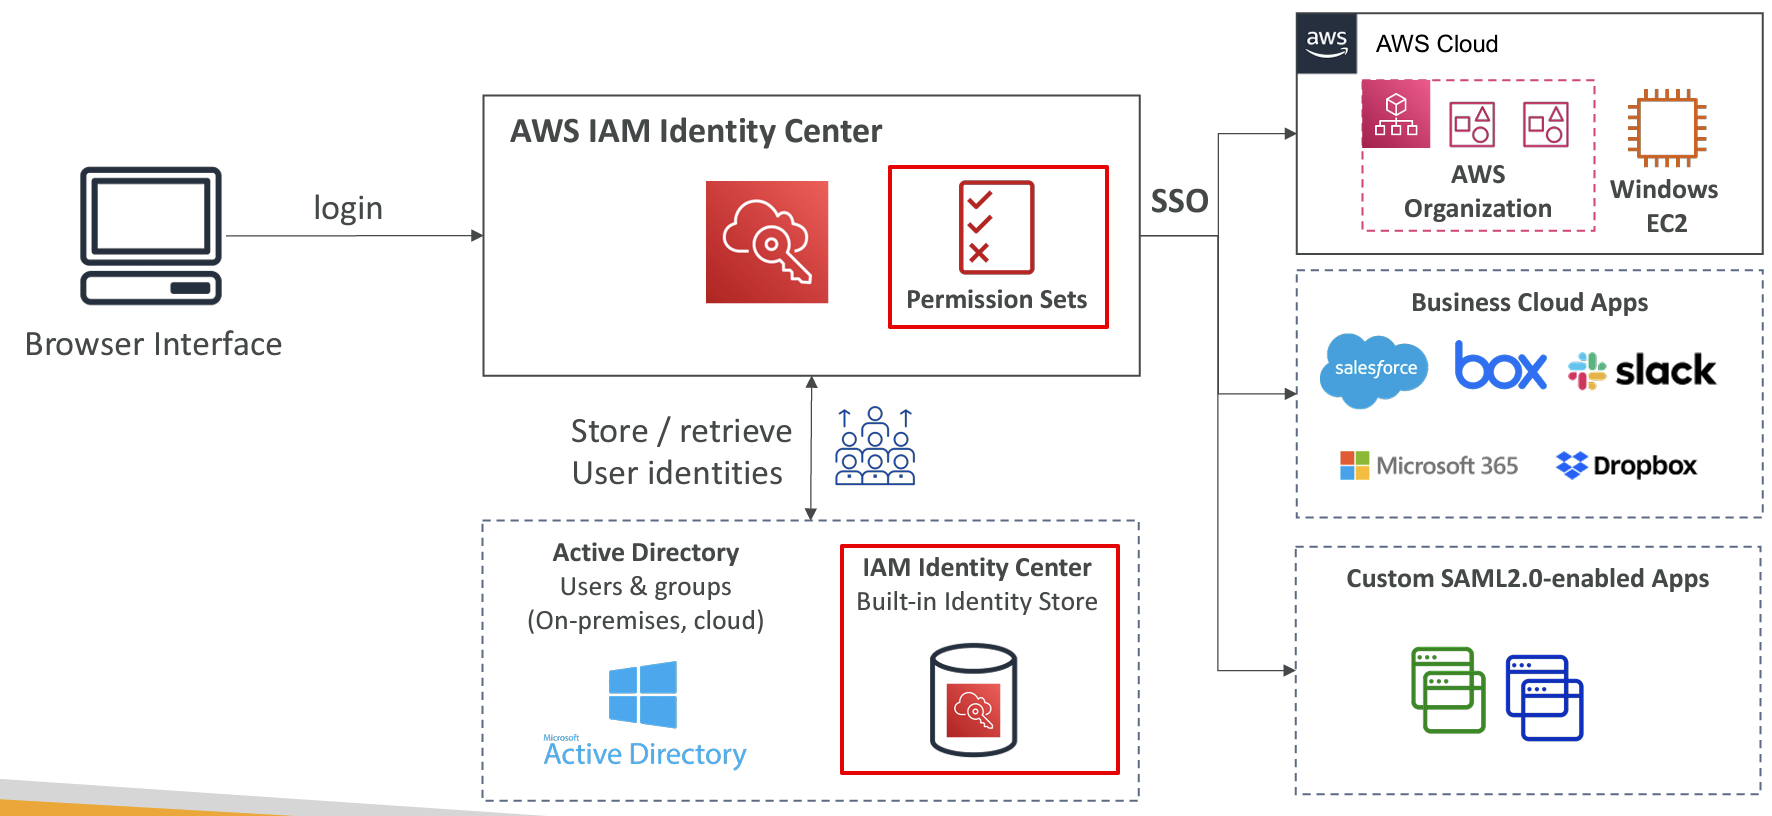 aws
AWS Cloud
AWS IAM Identity Center
AWS
Organization
Windows
EC2
login
SSO
Permission Sets
Browser Interface
Business Cloud Apps
salesforce
box
slack
Microsoft 365
Dropbox
Store / retrieve
User identities
Active Directory
Users & groups
(On-premises, cloud)
Microsoft
Active Directory
IAM Identity Center
Built-in Identity Store
Custom SAML2.0-enabled Apps